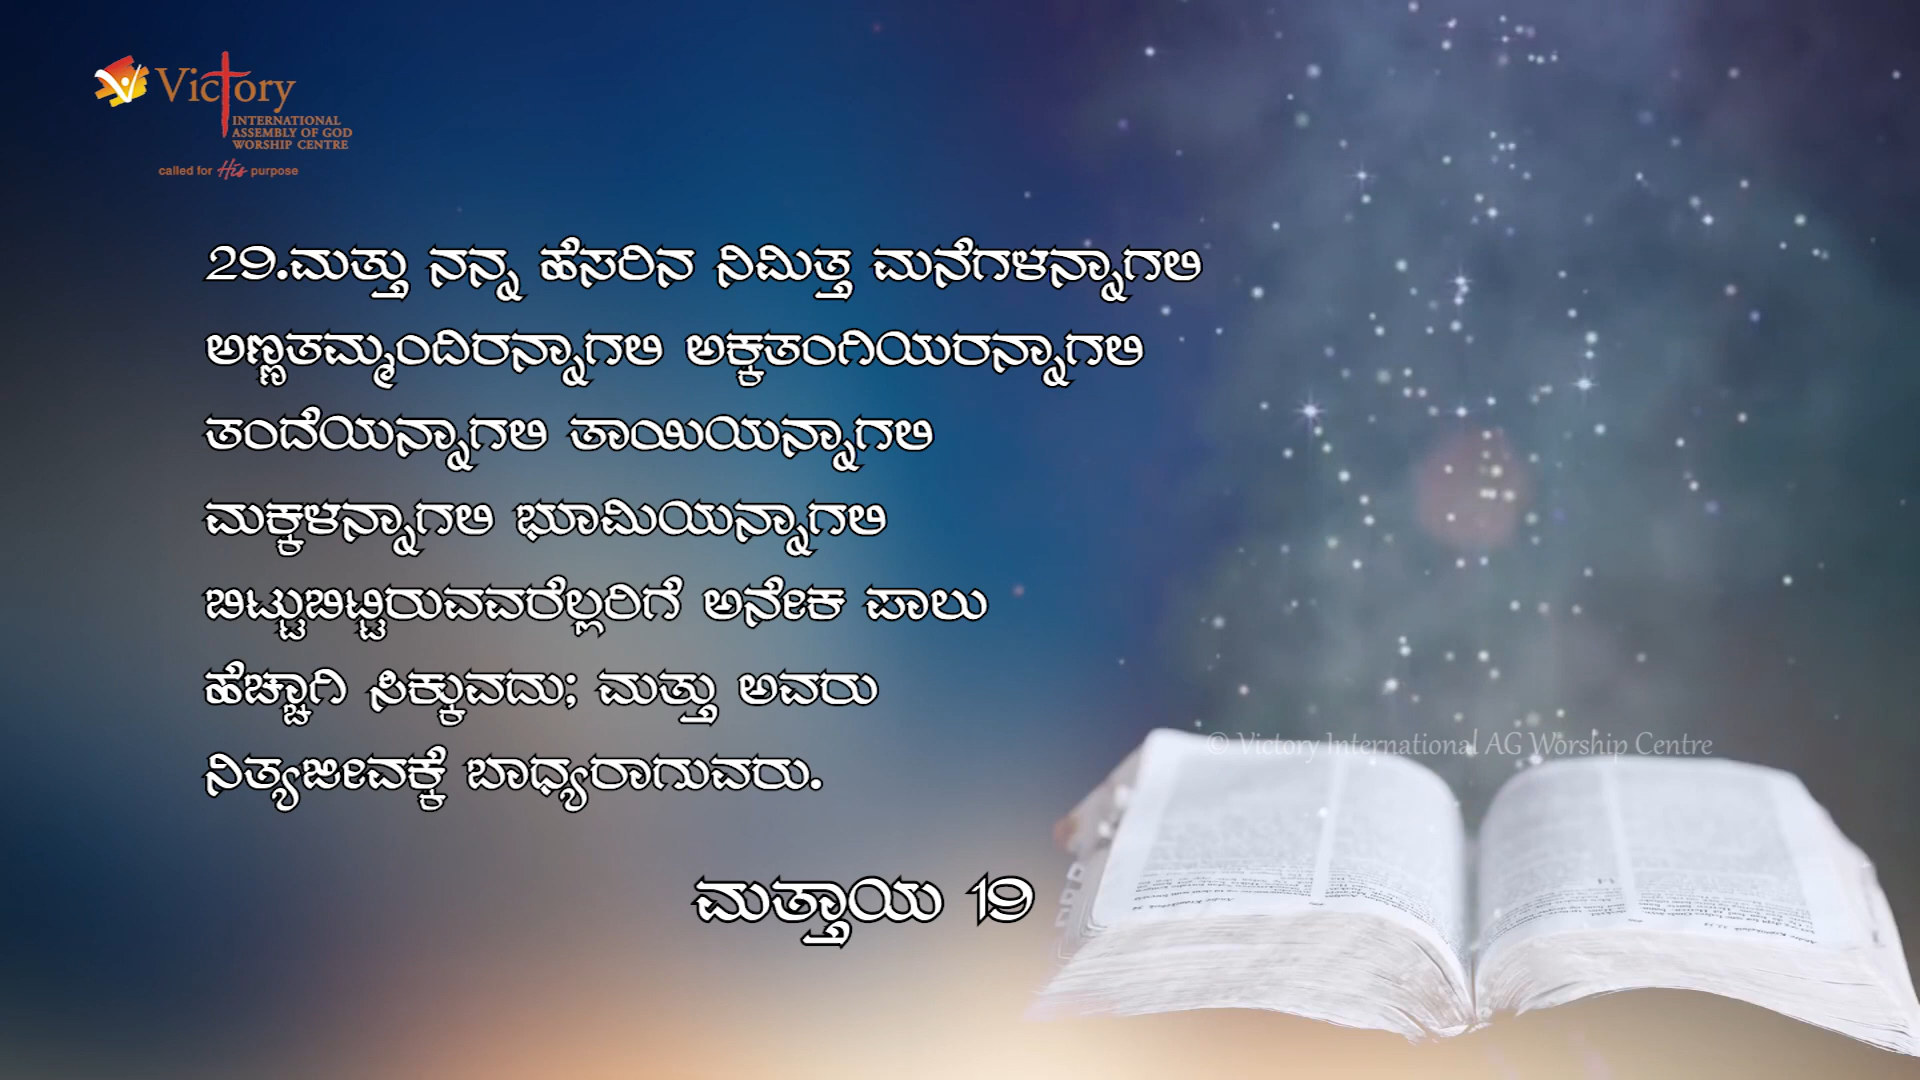 Victory
INTERNATIONAL
ASSEMBLY OF GOD
WORSHIP CENTRE
called for His purpose
29.ಮತ್ತು ನನ್ನ ಹೆಸರಿನ ನಿಮಿತ್ತ ಮನೆಗಳನ್ನಾಗಲಿ
ಅಣ್ಣತಮ್ಮಂದಿರನ್ನಾಗಲಿ ಅಕ್ಕತಂಗಿಯರನ್ನಾಗಲಿ
ತಂದೆಯನ್ನಾಗಲಿ ತಾಯಿಯನ್ನಾಗಲಿ
ಮಕ್ಕಳನ್ನಾಗಲಿ ಭೂಮಿಯನ್ನಾಗಲಿ
ಬಿಟ್ಟುಬಿಟ್ಟಿರುವವರೆಲ್ಲರಿಗೆ ಅನೇಕ ಪಾಲು
ಹೆಚ್ಚಾಗಿ ಸಿಕ್ಕುವದು; ಮತ್ತು ಅವರು
ನಿತ್ಯಜೀವಕ್ಕೆ ಬಾಧ್ಯರಾಗುವರು.
ಮತ್ತಾಯ 19
© Victory International AG Worship Centre